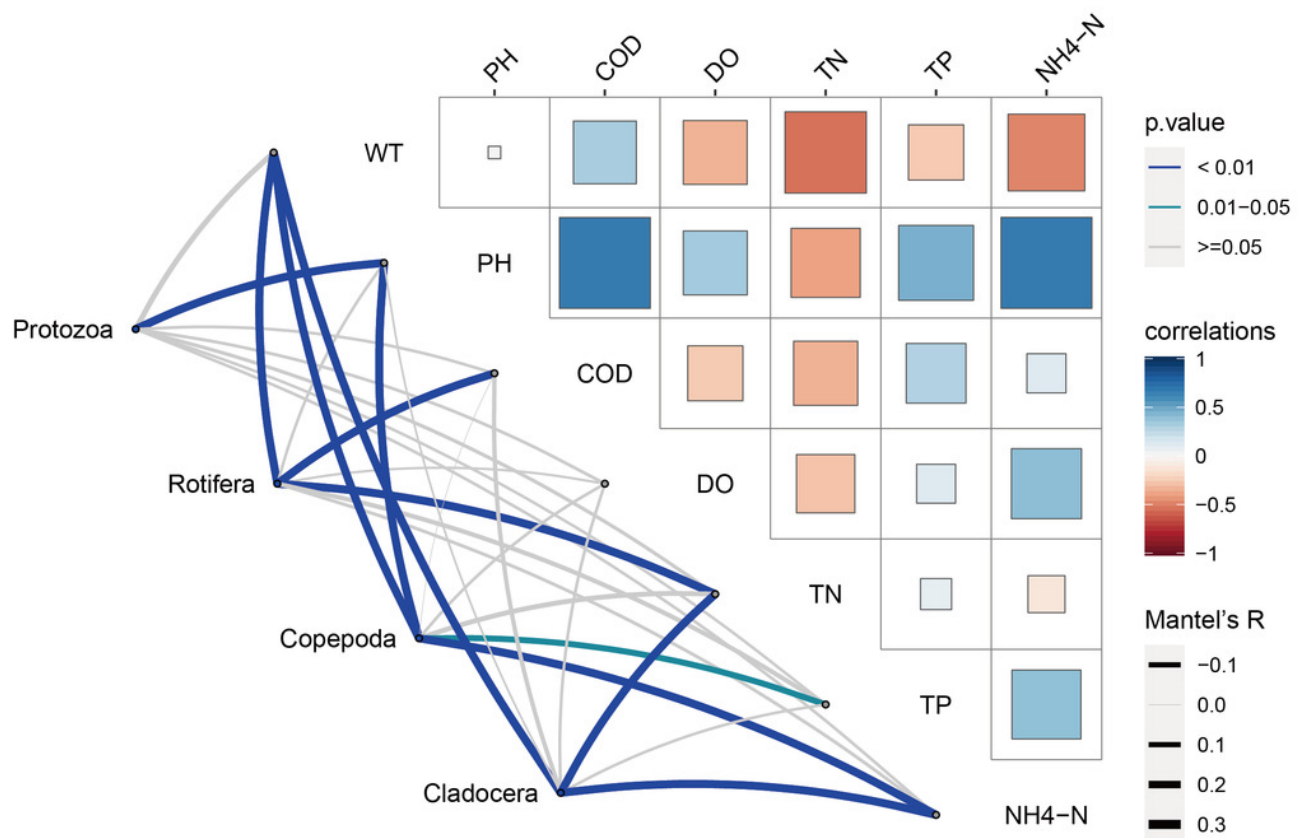 PH
COD
DO
TN
TP
NH4−N
WT
PH
COD
DO
TN
TP
NH4−N
Protozoa
Rotifera
Copepoda
Cladocera
p.value
< 0.01
0.01−0.05
>=0.05
correlations
1
0.5
0
−0.5
−1
Mantel’s R
−0.1
0.0
0.1
0.2
0.3